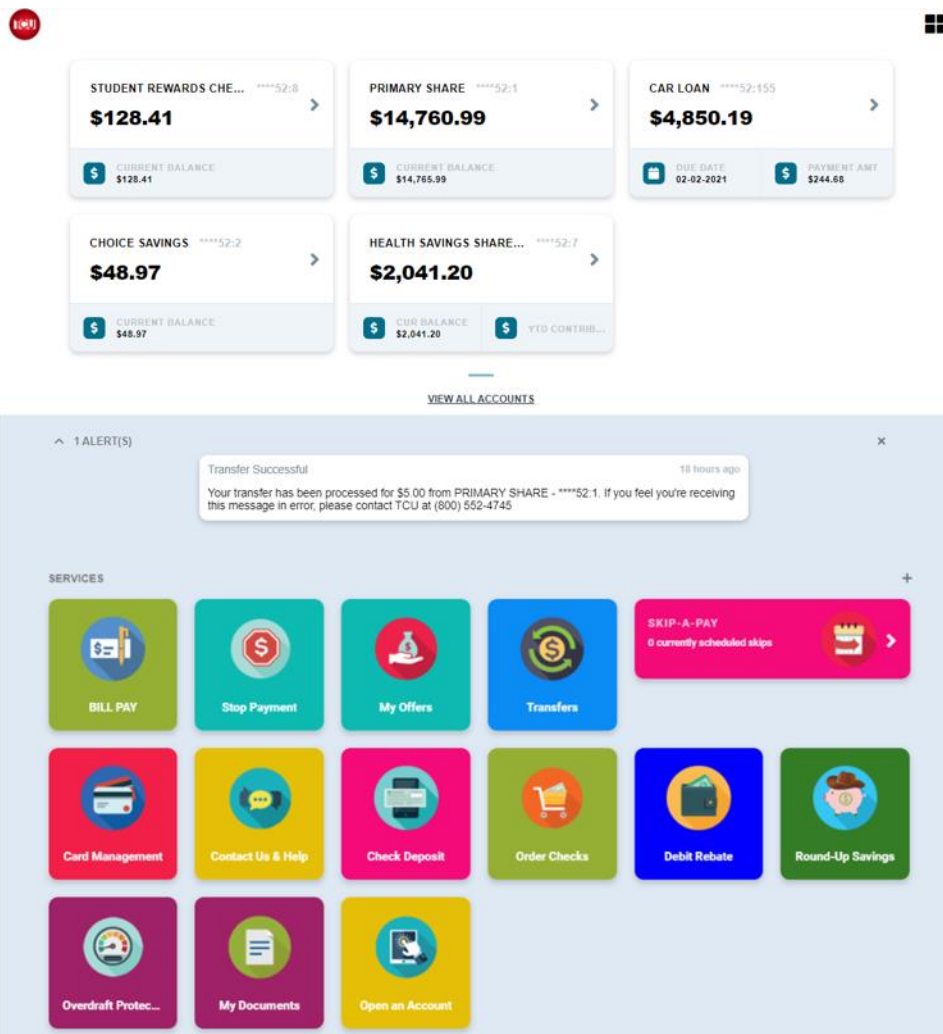 TCU
STUDENT REWARDS CHE... ****52:8
$128.41
CURRENT BALANCE
$128.41
PRIMARY SHARE ****52:1
$14,760.99
CURRENT BALANCE
$14,765.99
CAR LOAN ****52:155
$4,850.19
DUE DATE
02-02-2021
PAYMENT AMT
$244.68
CHOICE SAVINGS ****52:2
$48.97
CURRENT BALANCE
$48.97
HEALTH SAVINGS SHARE... ****52:7
$2,041.20
CUR BALANCE
$2,041.20
YTD CONTRIB...
VIEW ALL ACCOUNTS
1 ALERT(S)
Transfer Successful 18 hours ago
Your transfer has been processed for $5.00 from PRIMARY SHARE - ****52:1. If you feel you're receiving
this message in error, please contact TCU at (800) 552-4745
SERVICES
BILL PAY
Stop Payment
My Offers
Transfers
SKIP-A-PAY
0 currently scheduled skips
Card Management
Contact Us & Help
Check Deposit
Order Checks
Debit Rebate
Round-Up Savings
Overdraft Protec...
My Documents
Open an Account